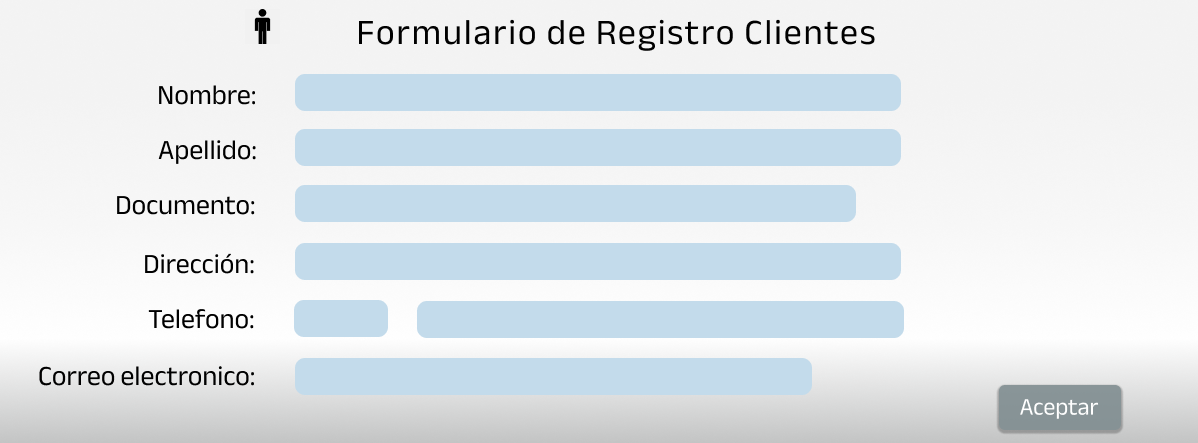 Formulario de Registro Clientes
Nombre:
Apellido:
Documento:
Dirección:
Telefono:
Correo electronico:
Aceptar